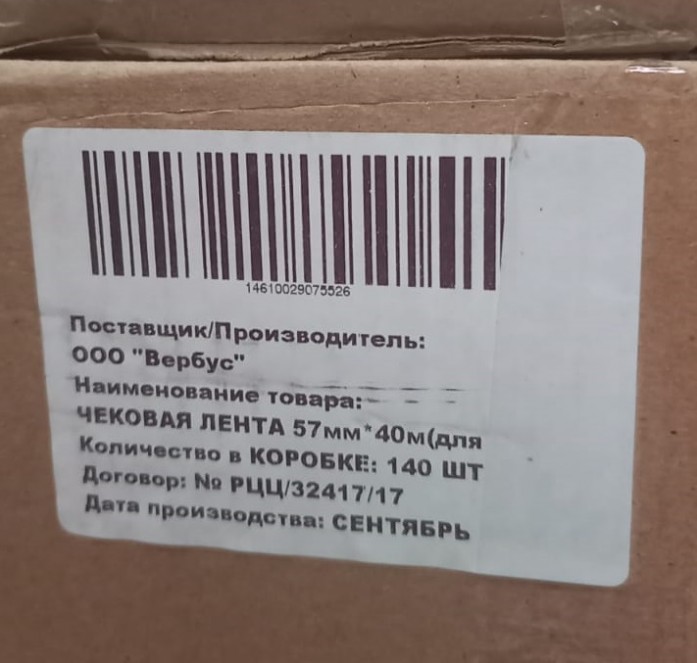 14610029075526
Поставщик/Производитель:
ООО "Вербус"
Наименование товара:
ЧЕКОВАЯ ЛЕНТА 57мм*40м(для
Количество в КОРОБКЕ: 140 ШТ
Договор: № РЦЦ/32417/17
Дата производства: СЕНТЯБРЬ